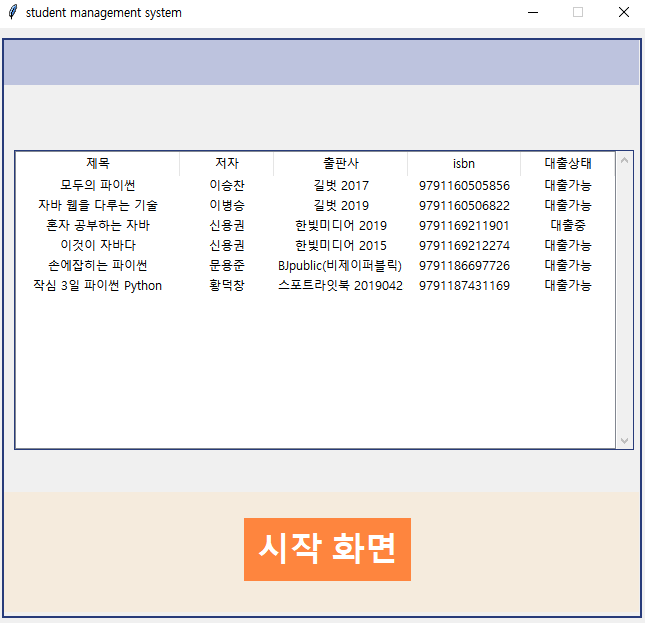 student management system
제목 저자 출판사 isbn 대출상태
모두의 파이썬 이승찬 길벗 2017 9791160505856 대출가능
자바 웹을 다루는 기술 이병승 길벗 2019 9791160506822 대출가능
혼자 공부하는 자바 신용권 한빛미디어 2019 9791169211901 대출중
이것이 자바다 신용권 한빛미디어 2015 9791169212274 대출가능
손에잡히는 파이썬 문용준 BJpublic(비제이퍼블릭) 9791186697726 대출가능
작심 3일 파이썬 Python 황덕창 스포트라잇북 2019042 9791187431169 대출가능
시작 화면